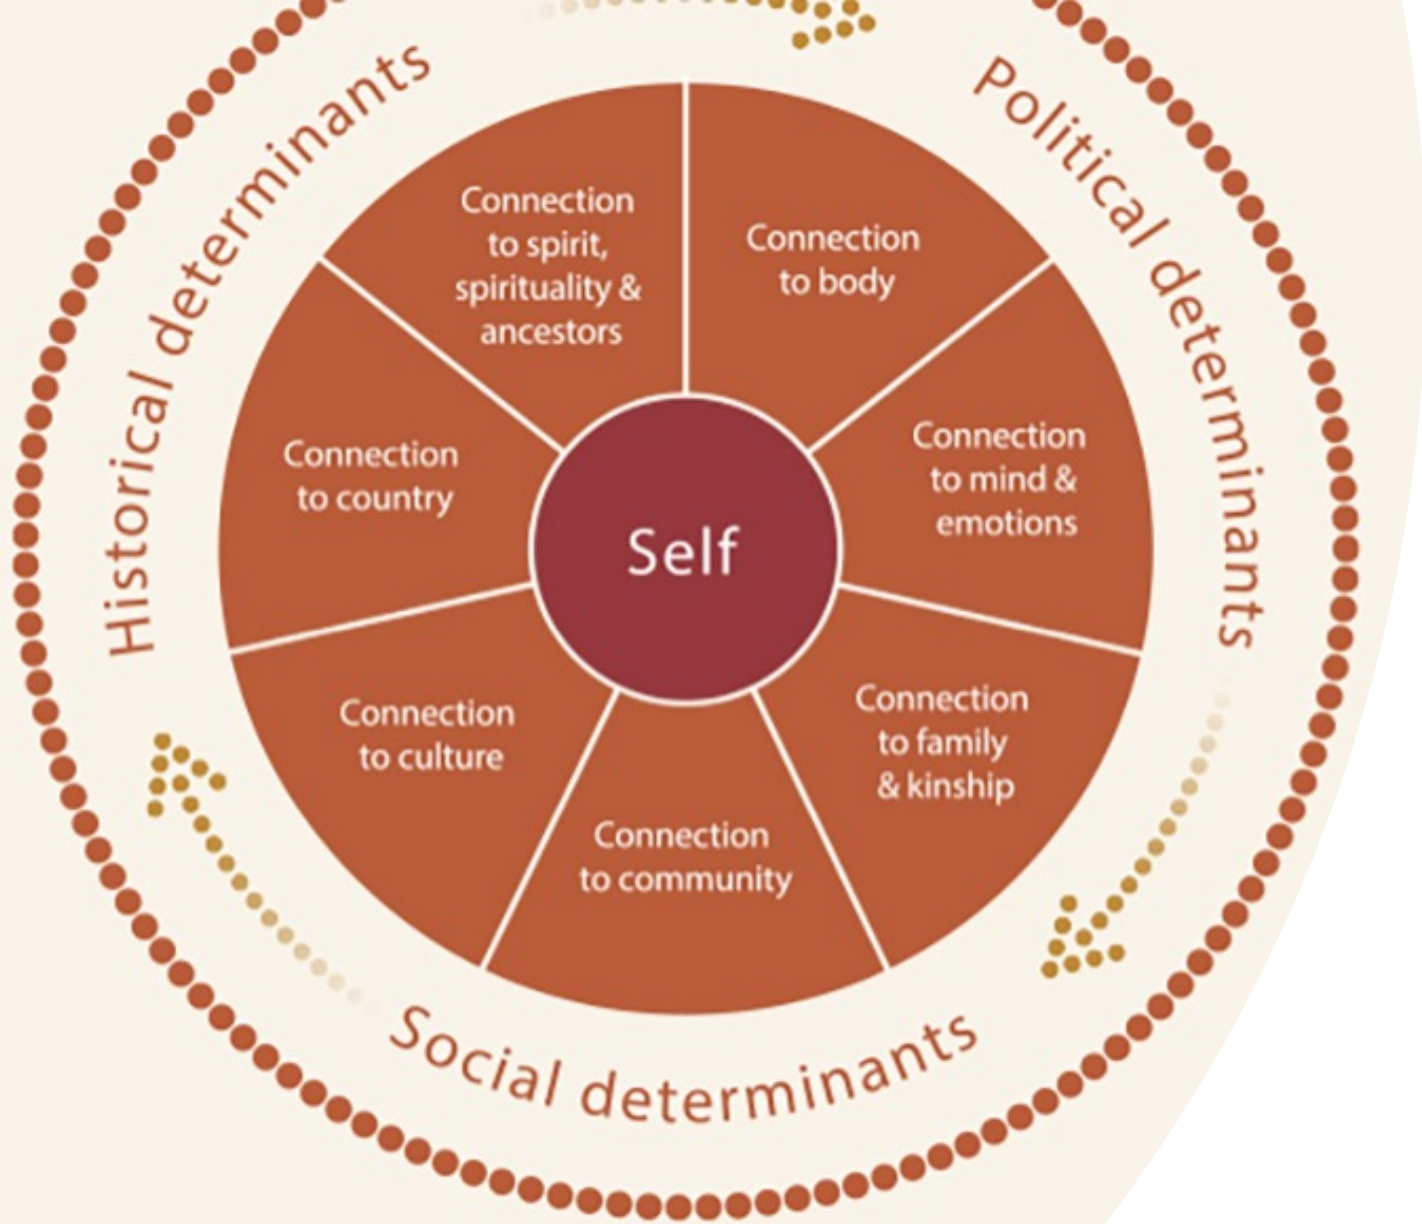 Historical determinants
Political determinants
Connection
to spirit,
spirituality &
ancestors
Connection
to body
Connection
to country
Connection
to mind &
emotions
Self
Connection
to culture
Connection
to family
& kinship
Connection
to community
Social determinants